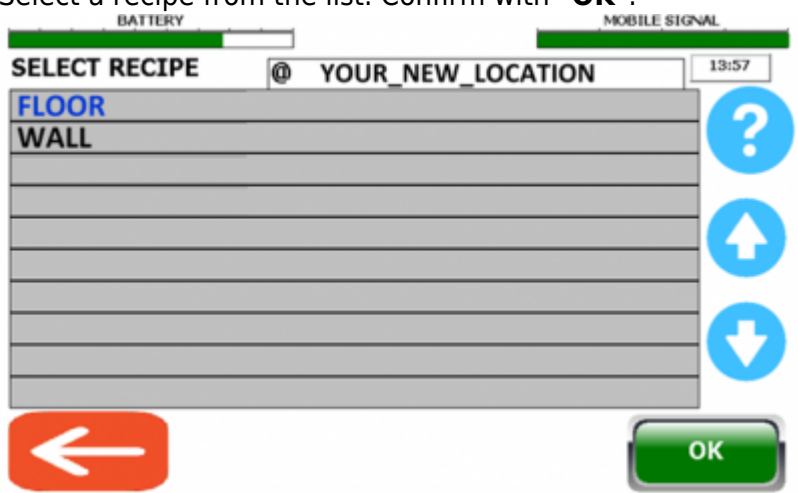 Select a recipe from the list. Confirm with "OK".
BATTERY MOBILE SIGNAL
SELECT RECIPE @ YOUR_NEW_LOCATION 13:57
FLOOR
WALL
?
OK